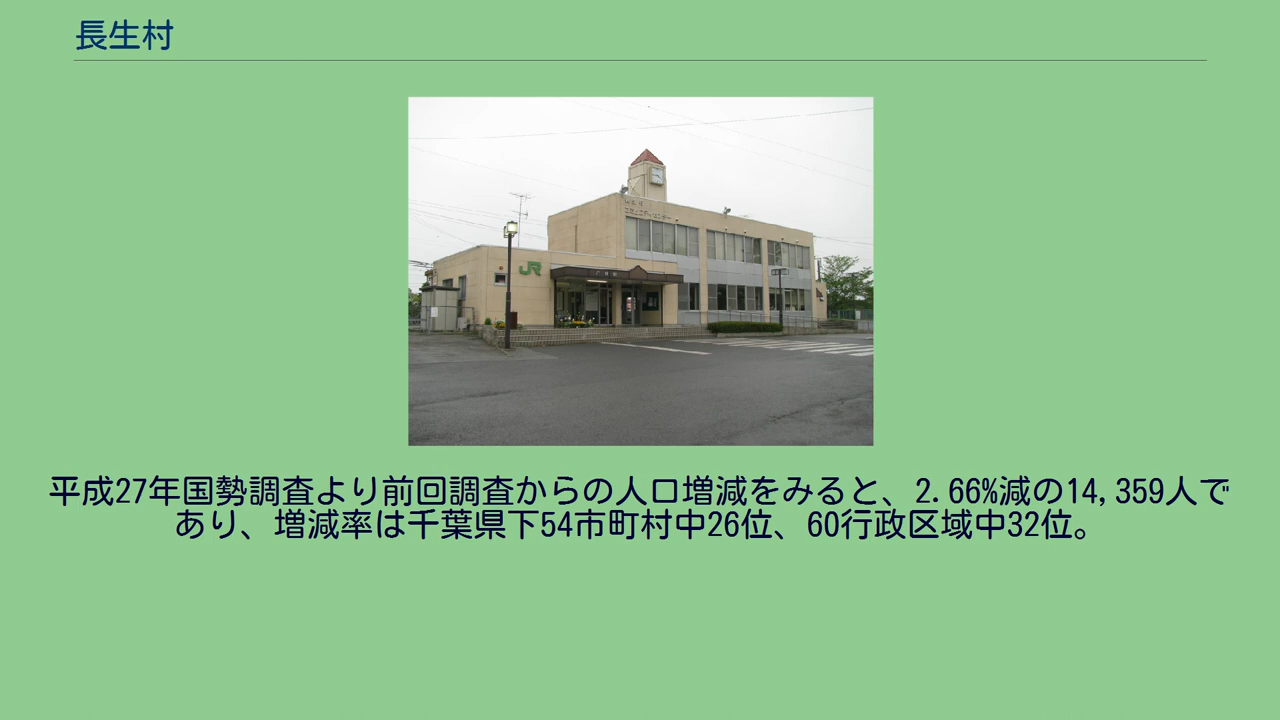 長生村
JR
平成27年国勢調査より前回調査からの人口増減をみると、2.66%減の14,359人で
あり、増減率は千葉県下54市町村中26位、60行政区域中32位。